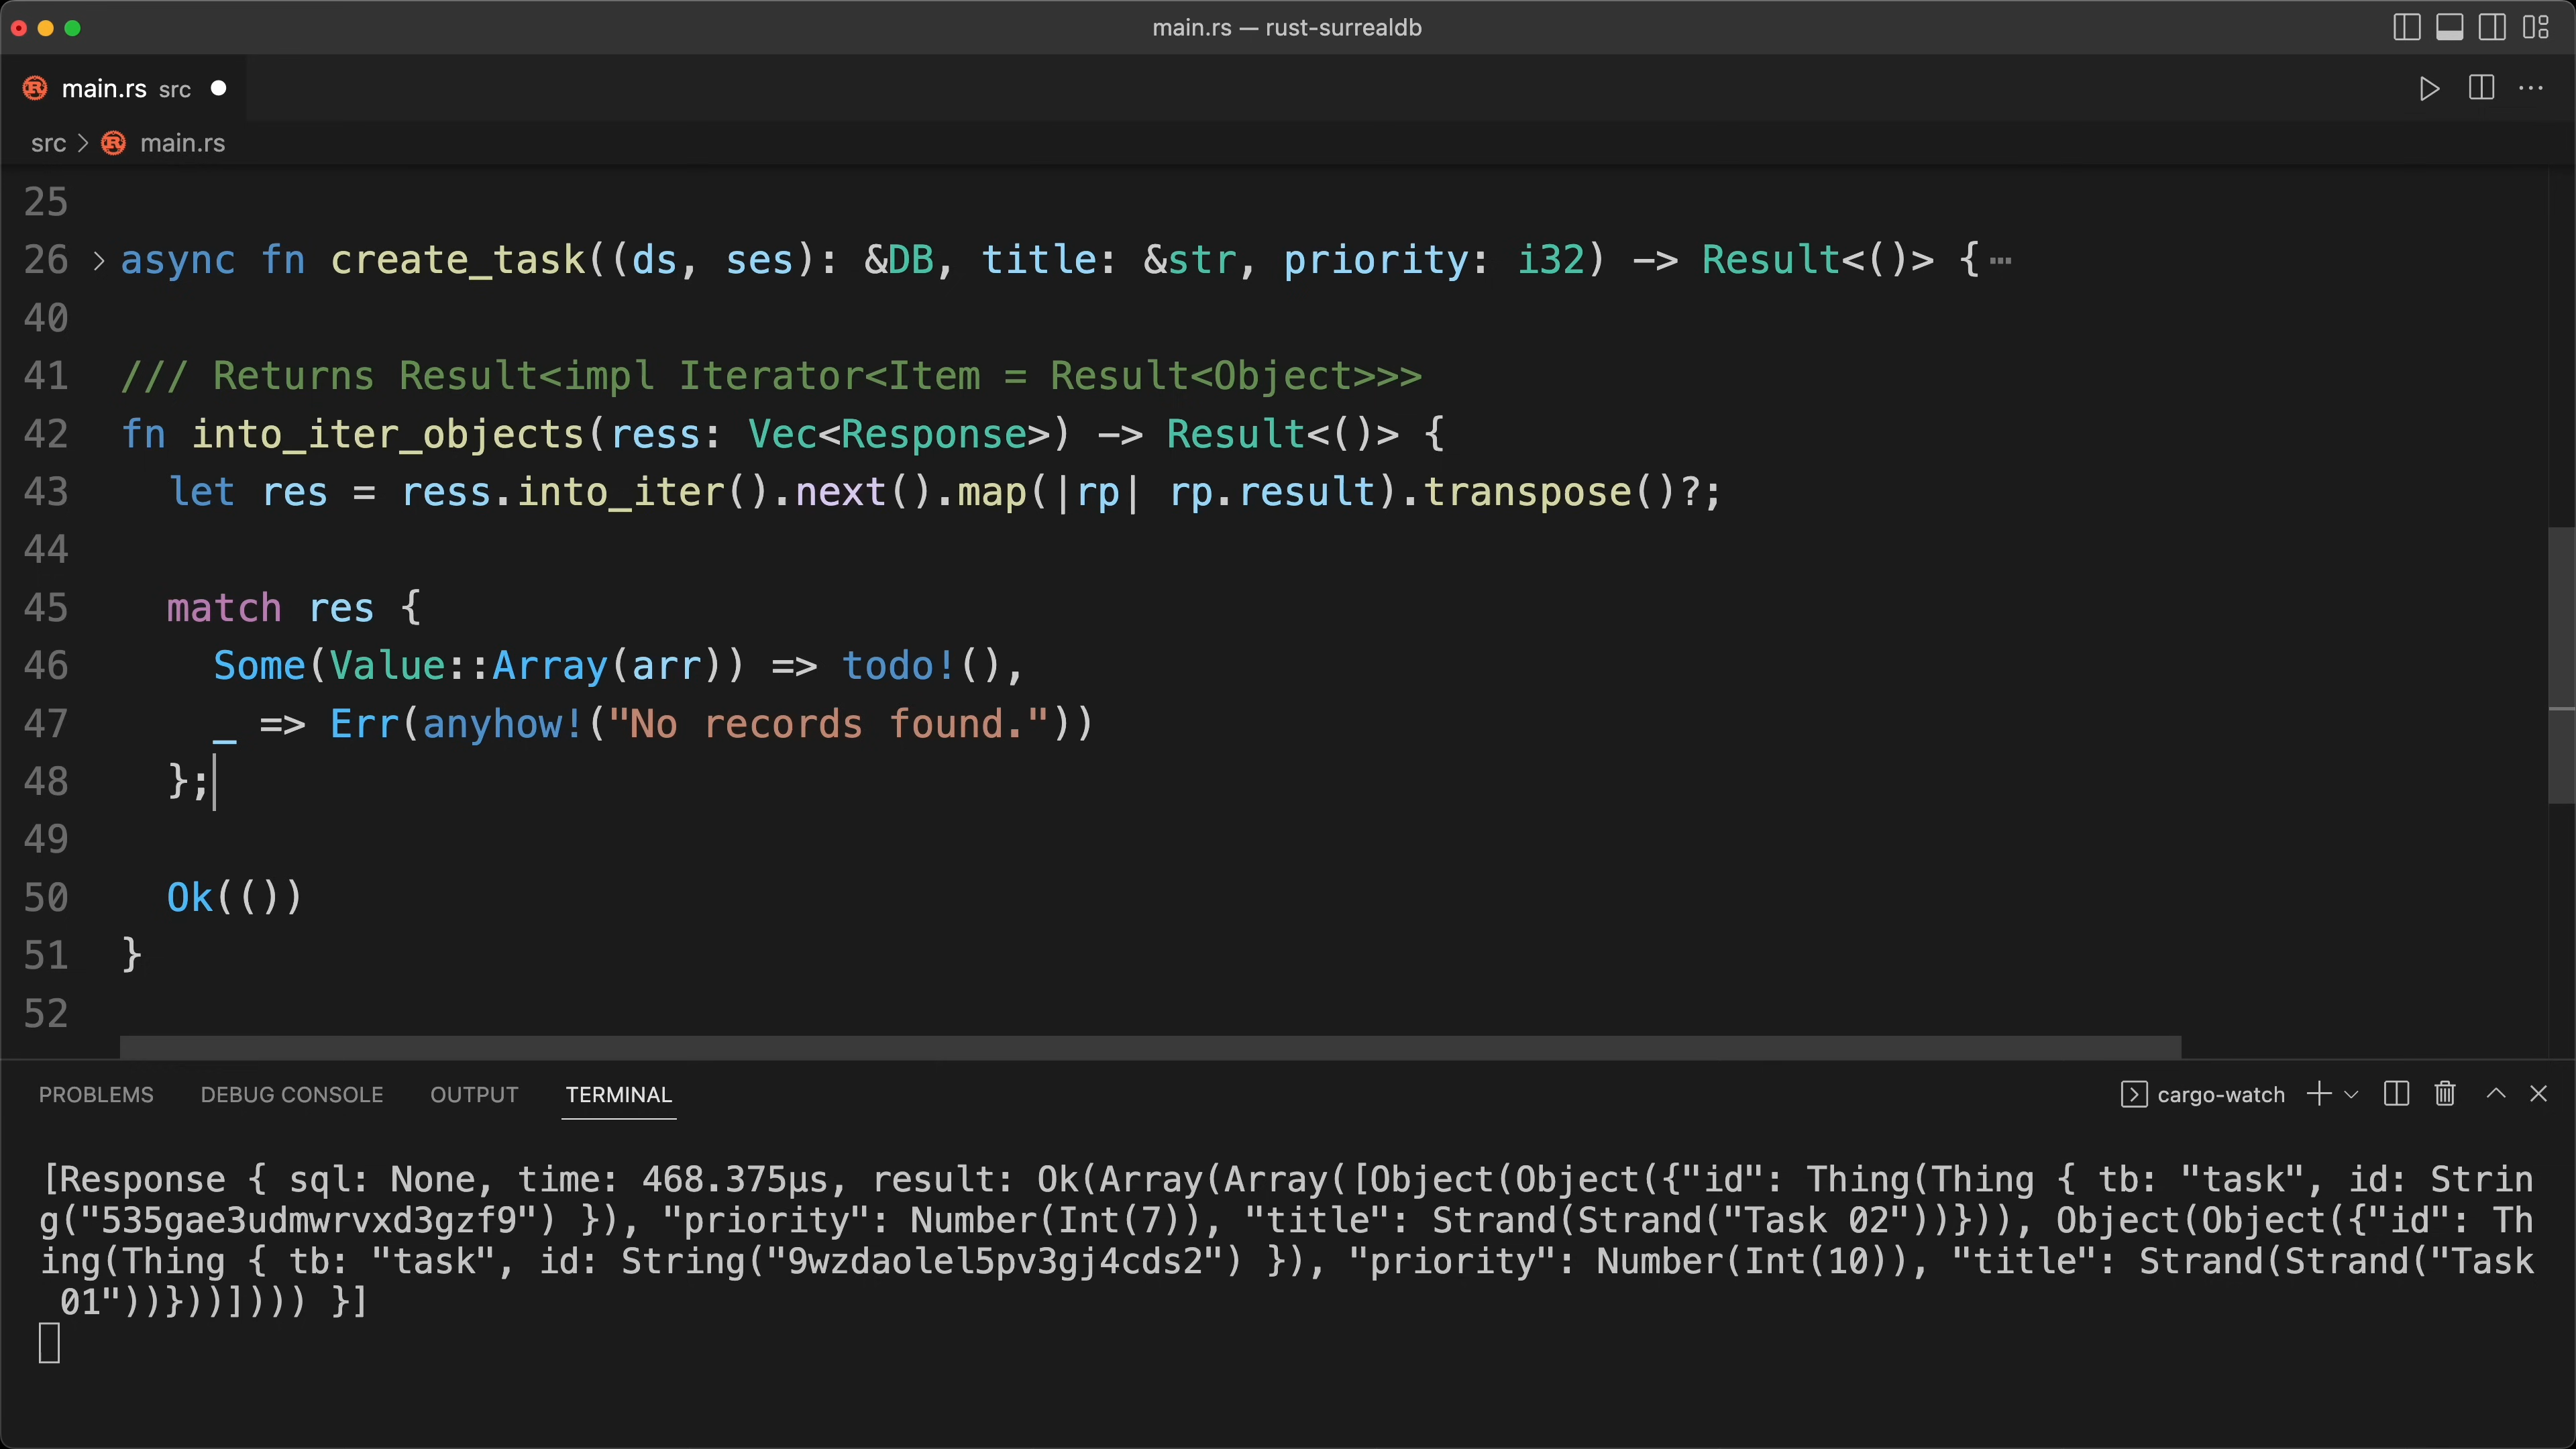 main.rs — rust-surrealdb
main.rs src
src > main.rs
25
26 > async fn create_task((ds, ses): &DB, title: &str, priority: i32) -> Result<()> {⋯
40
41 /// Returns Result<impl Iterator<Item = Result<Object>>>
42 fn into_iter_objects(ress: Vec<Response>) -> Result<()> {
43   let res = ress.into_iter().next().map(|rp| rp.result).transpose()?;
44
45   match res {
46     Some(Value::Array(arr)) => todo!(),
47     _ => Err(anyhow!("No records found."))
48   };
49
50   Ok(())
51 }
52
PROBLEMS DEBUG CONSOLE OUTPUT TERMINAL cargo-watch
[Response { sql: None, time: 468.375µs, result: Ok(Array(Array([Object(Object({"id": Thing(Thing { tb: "task", id: Strin
g("535gae3udmwrvxd3gzf9") }), "priority": Number(Int(7)), "title": Strand(Strand("Task 02"))})), Object(Object({"id": Th
ing(Thing { tb: "task", id: String("9wzdaolel5pv3gj4cds2") }), "priority": Number(Int(10)), "title": Strand(Strand("Task
 01"))}))]))) }]